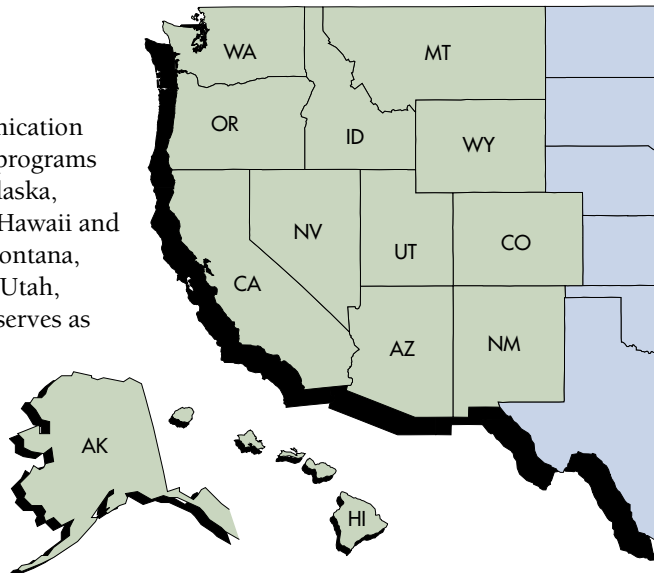 nication
programs
laska,
Hawaii and
ontana,
Utah,
serves as
WA
MT
OR
ID
WY
NV
UT
CO
CA
AZ
NM
AK
HI